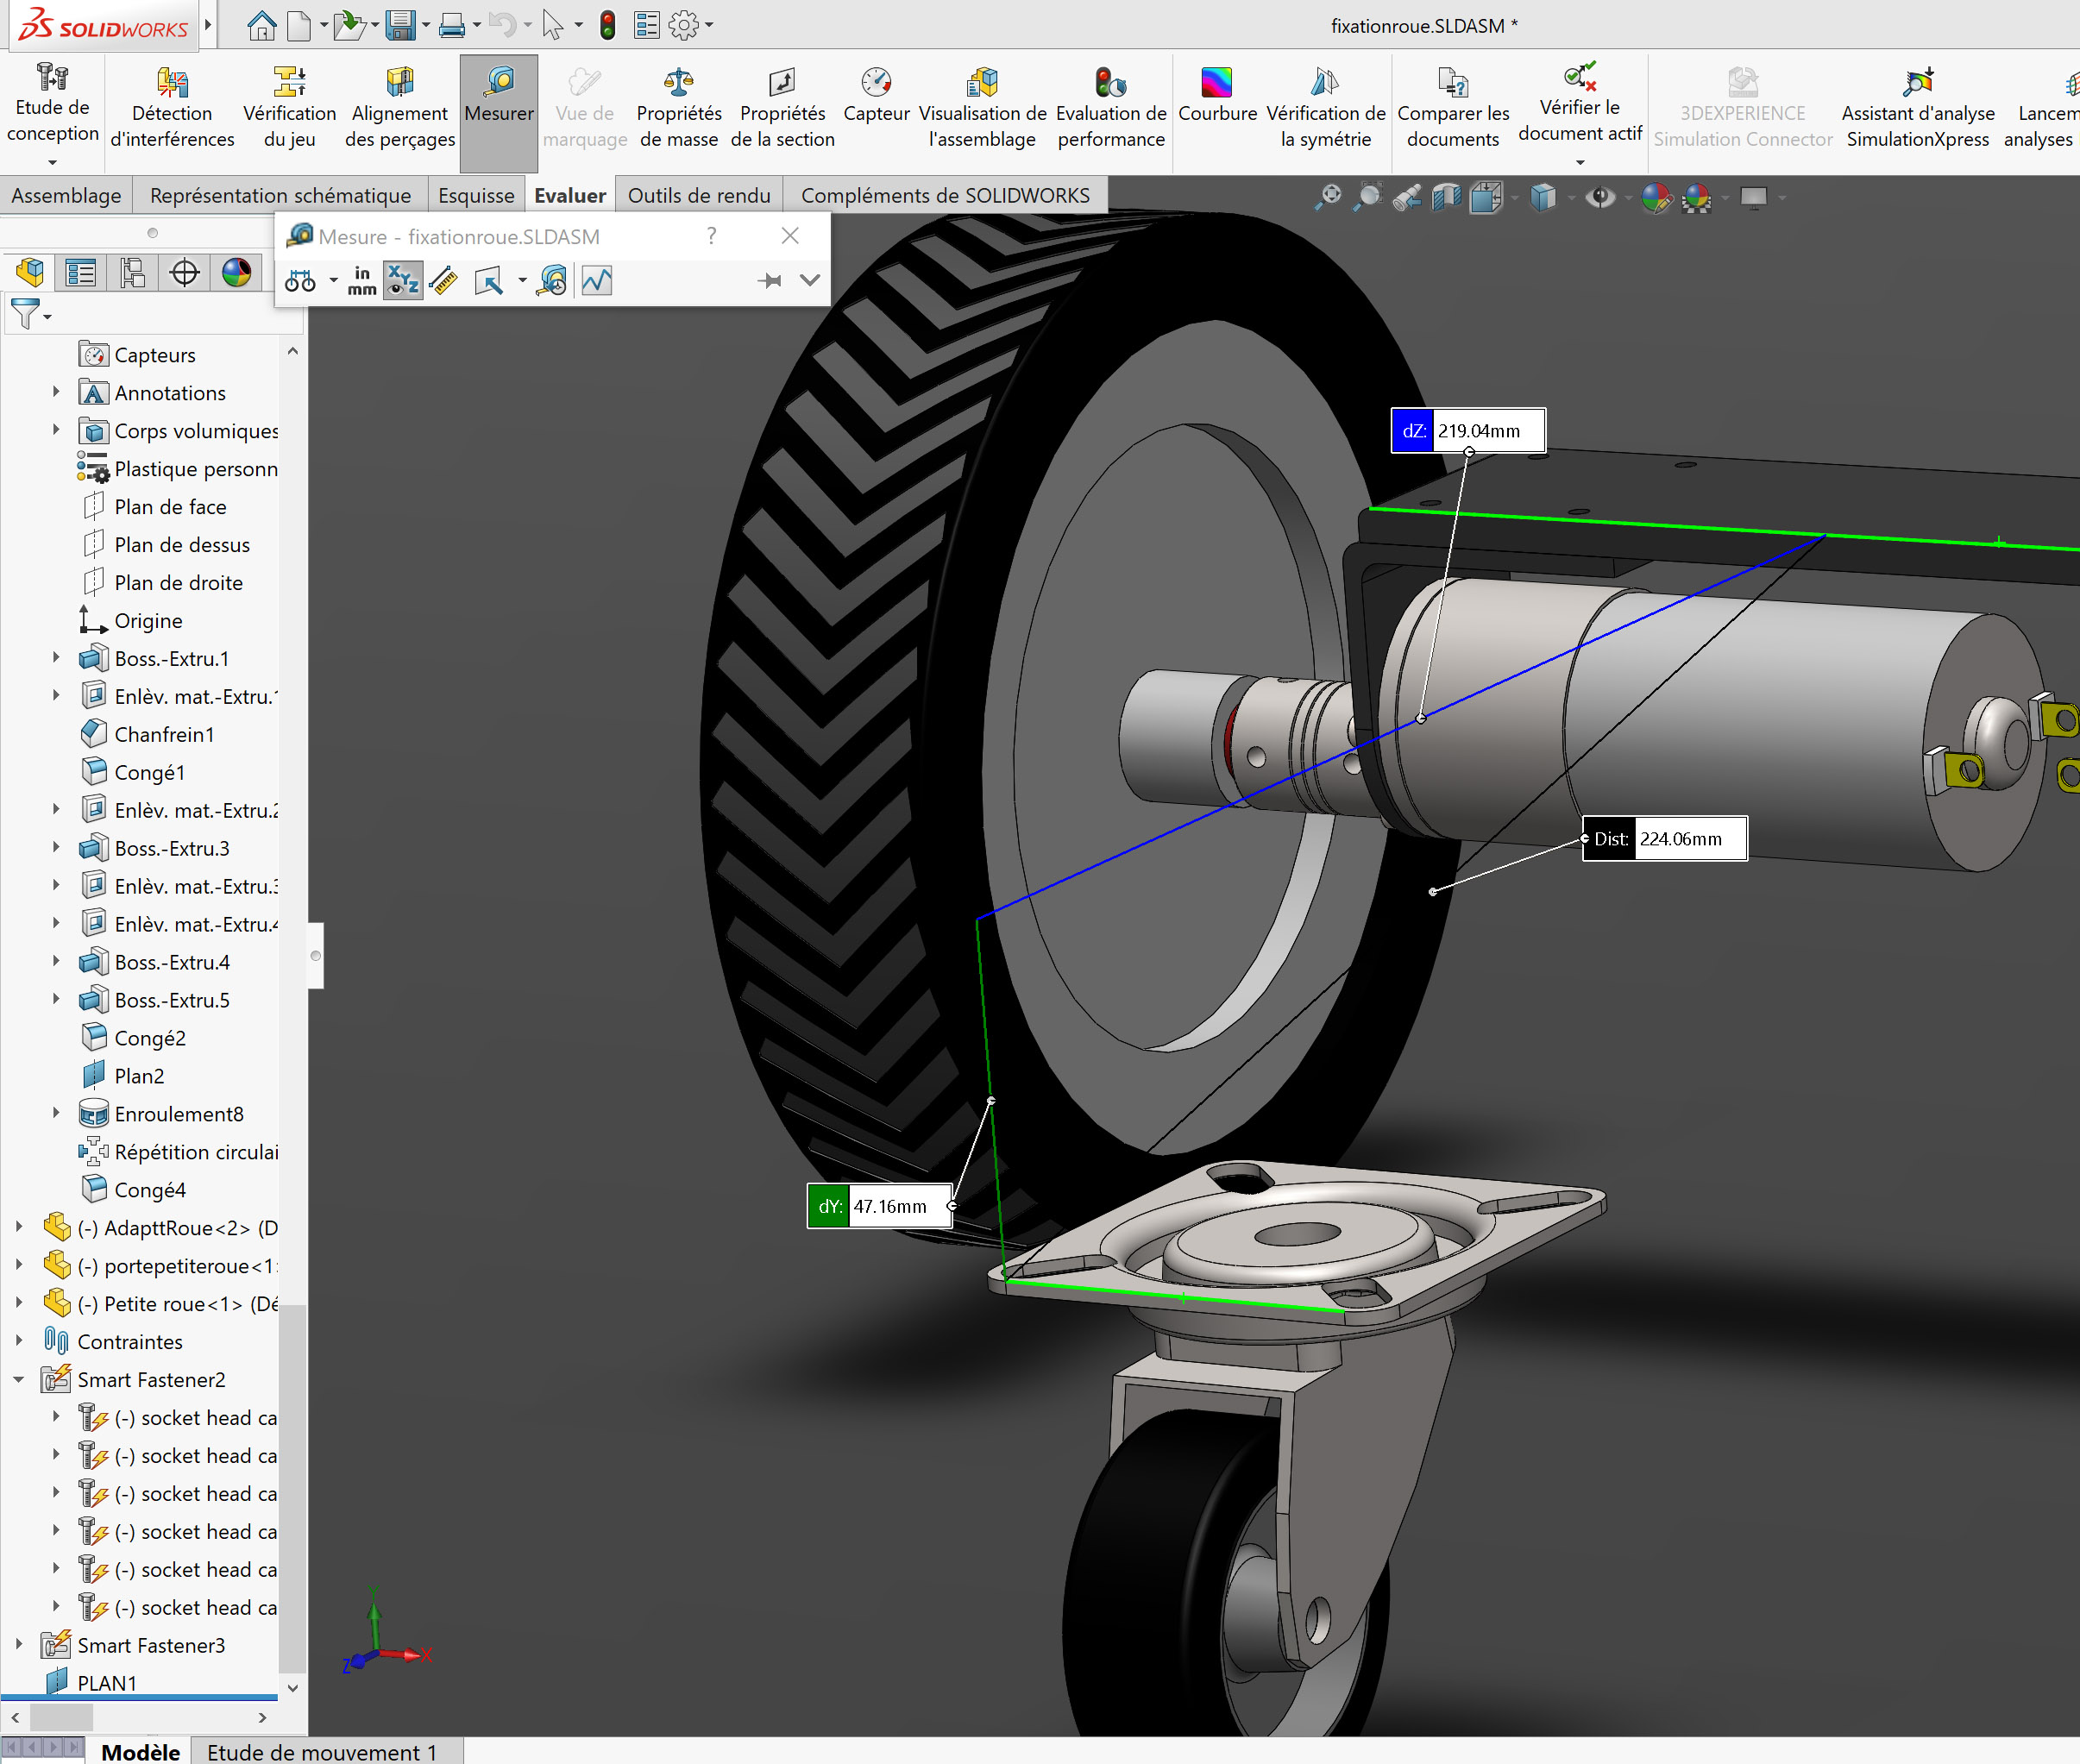 SOLIDWORKS
fixationroue.SLDASM *
Etude de
conception
Détection
d'interférences
Vérification
du jeu
Alignement
des perçages
Mesurer
Vue de
marquage
Propriétés
de masse
Propriétés
de la section
Capteur
Visualisation de
l'assemblage
Evaluation de
performance
Courbure
Vérification de
la symétrie
Comparer les
documents
Vérifier le
document actif
3DEXPERIENCE
Simulation Connector
Assistant d'analyse
SimulationXpress
Lancem
analyses
Assemblage
Représentation schématique
Esquisse
Evaluer
Outils de rendu
Compléments de SOLIDWORKS
Mesure - fixationroue.SLDASM
?
in
mm
XYZ
Capteurs
Annotations
Corps volumiques
Plastique personn
Plan de face
Plan de dessus
Plan de droite
Origine
Boss.-Extru.1
Enlèv. mat.-Extru.1
Chanfrein1
Congé1
Enlèv. mat.-Extru.2
Boss.-Extru.3
Enlèv. mat.-Extru.3
Enlèv. mat.-Extru.4
Boss.-Extru.4
Boss.-Extru.5
Congé2
Plan2
Enroulement8
Répétition circulai
Congé4
(-) AdapttRoue<2> (D
(-) portepetiteroue<1>
(-) Petite roue<1> (Dé
Contraintes
Smart Fastener2
(-) socket head ca
(-) socket head ca
(-) socket head ca
(-) socket head ca
(-) socket head ca
(-) socket head ca
Smart Fastener3
PLAN1
dZ: 219.04mm
Dist: 224.06mm
dY: 47.16mm
Y
X
Z
Modèle
Etude de mouvement 1